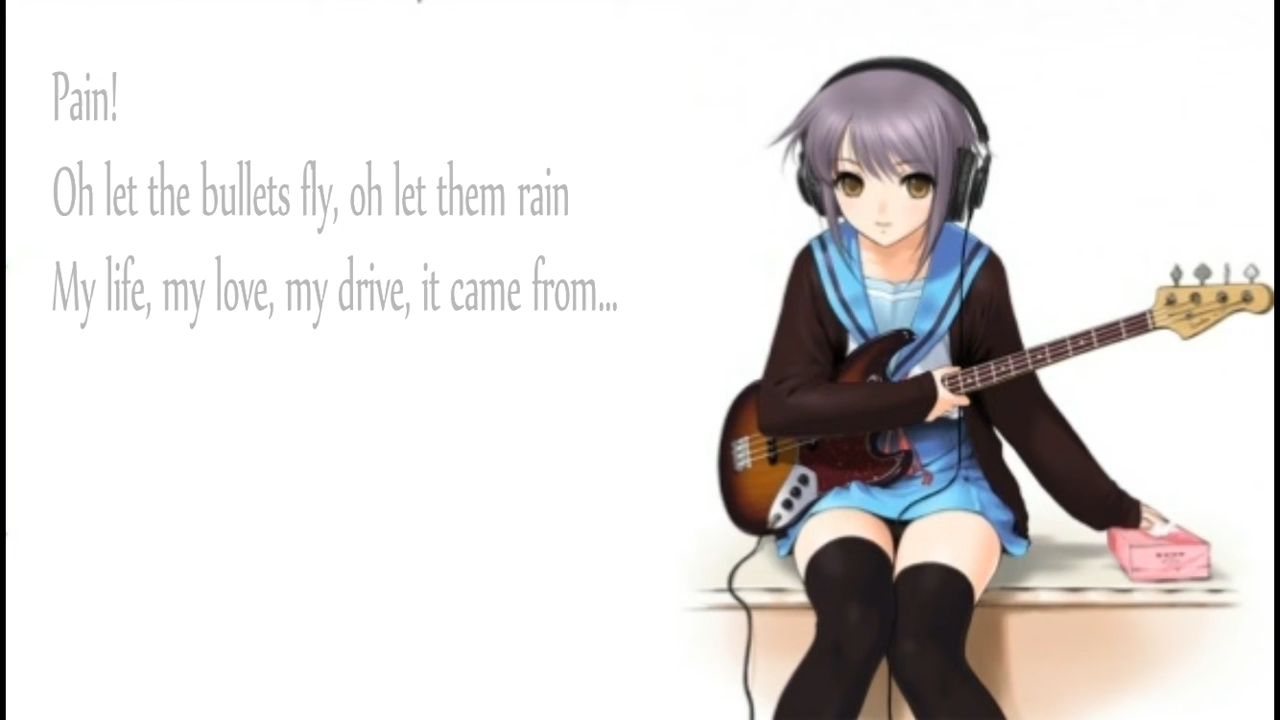 Pain!
Oh let the bullets fly, oh let them rain
My life, my love, my drive, it came from...